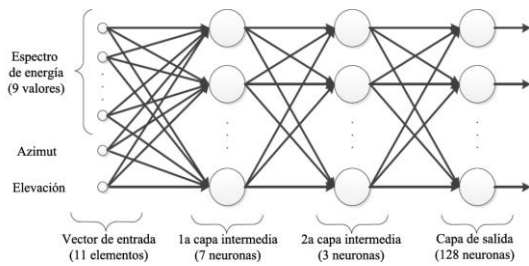 Espectro
de energía
(9 valores)
Azimut
Elevación
Vector de entrada
(11 elementos)
1a capa intermedia
(7 neuronas)
2a capa intermedia
(3 neuronas)
Capa de salida
(128 neuronas)